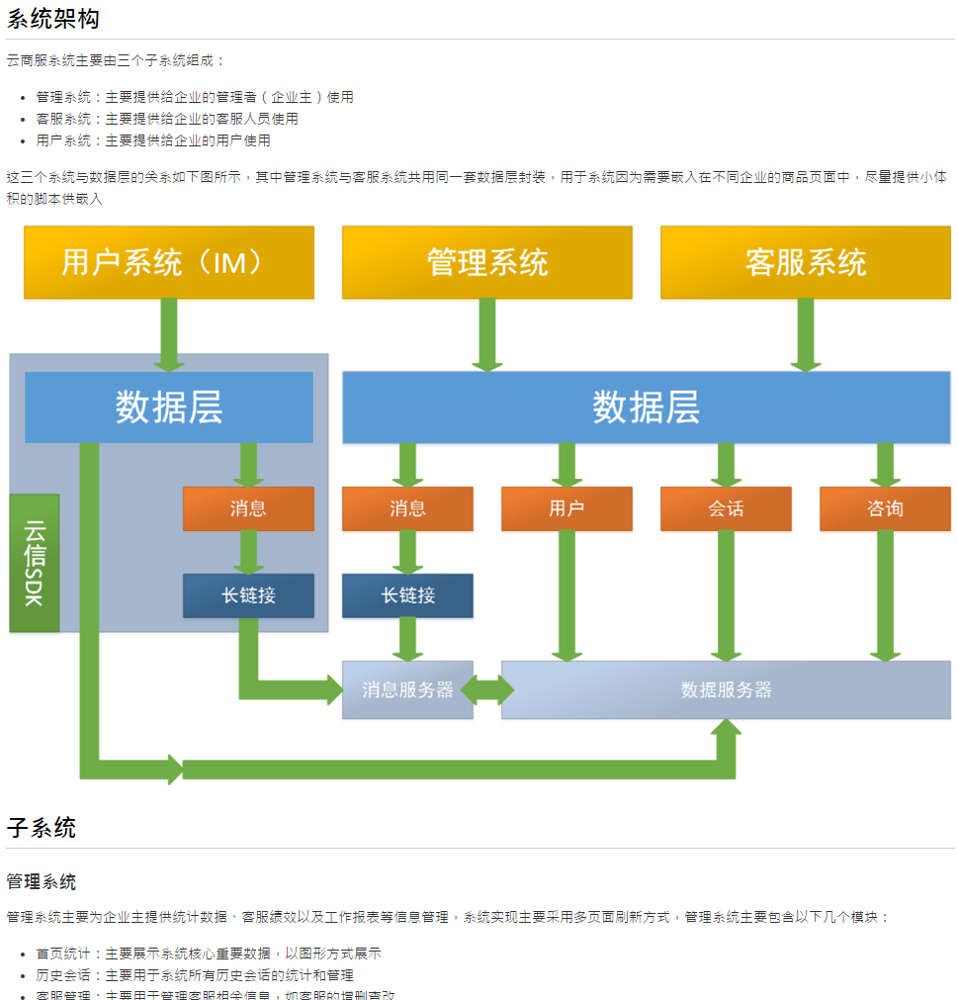 系统架构
云商服系统主要由三个子系统组成：
管理系统：主要提供给企业的管理者（企业主）使用
客服系统：主要提供给企业的客服人员使用
用户系统：主要提供给企业的用户使用
这三个系统与数据层的关系如下图所示，其中管理系统与客服系统共用同一套数据层封装，用于系统因为需要嵌入在不同企业的商品页面中，尽量提供小体
积的脚本供嵌入
用户系统（IM）
管理系统
客服系统
数据层
数据层
消息
消息
用户
会话
咨询
云信SDK
长链接
长链接
消息服务器
数据服务器
子系统
管理系统
管理系统主要为企业主提供统计数据、客服绩效以及工作报表等信息管理，系统实现主要采用多页面刷新方式，管理系统主要包含以下几个模块：
首页统计：主要展示系统核心重要数据，以图形方式展示
历史会话：主要用于系统所有历史会话的统计和管理
客服管理：主要用于管理客服相关信息，如客服的增删查改